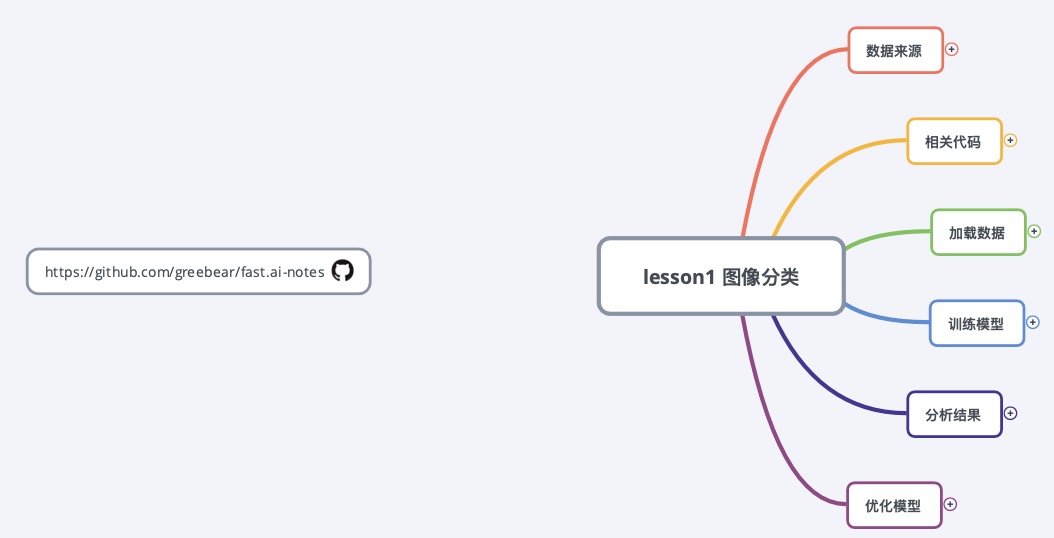 https://github.com/greebear/fast.ai-notes
lesson1 图像分类
数据来源
相关代码
加载数据
训练模型
分析结果
优化模型